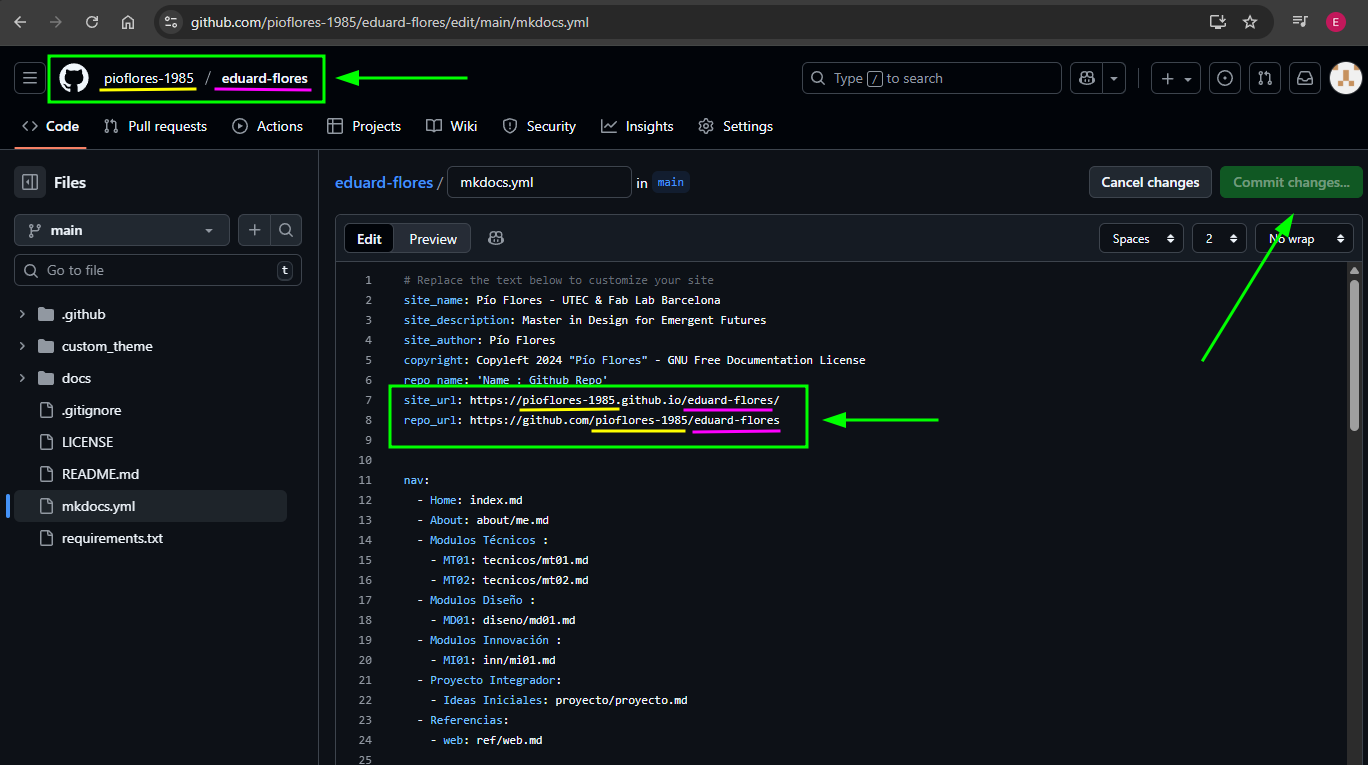 github.com/pioflores-1985/eduard-flores/edit/main/mkdocs.yml
E
pioflores-1985 / eduard-flores
Type / to search
Code
Pull requests
Actions
Projects
Wiki
Security
Insights
Settings
Files
main
Go to file
t
.github
custom_theme
docs
.gitignore
LICENSE
README.md
mkdocs.yml
requirements.txt
eduard-flores / mkdocs.yml in main
Cancel changes
Commit changes...
Edit
Preview
Spaces
2
No wrap
1 # Replace the text below to customize your site
2 site_name: Pío Flores - UTEC & Fab Lab Barcelona
3 site_description: Master in Design for Emergent Futures
4 site_author: Pío Flores
5 copyright: Copyleft 2024 "Pío Flores" - GNU Free Documentation License
6 repo_name: 'Name : Github Repo'
7 site_url: https://pioflores-1985.github.io/eduard-flores/
8 repo_url: https://github.com/pioflores-1985/eduard-flores
9
10
11 nav:
12 - Home: index.md
13 - About: about/me.md
14 - Modulos Técnicos :
15 - MT01: tecnicos/mt01.md
16 - MT02: tecnicos/mt02.md
17 - Modulos Diseño :
18 - MD01: diseno/md01.md
19 - Modulos Innovación :
20 - MI01: inn/mi01.md
21 - Proyecto Integrador:
22 - Ideas Iniciales: proyecto/proyecto.md
23 - Referencias:
24 - web: ref/web.md
25